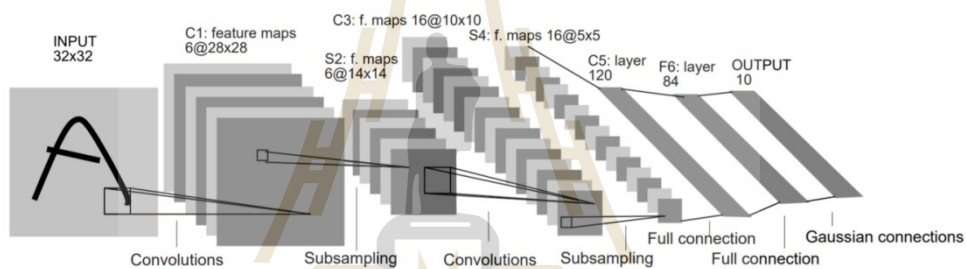 INPUT
32x32
C1: feature maps
6@28x28
S2: f. maps
6@14x14
C3: f. maps 16@10x10
S4: f. maps 16@5x5
C5: layer
120
F6: layer
84
OUTPUT
10
A
Convolutions
Subsampling
Convolutions
Subsampling
Full connection
Full connection
Gaussian connections